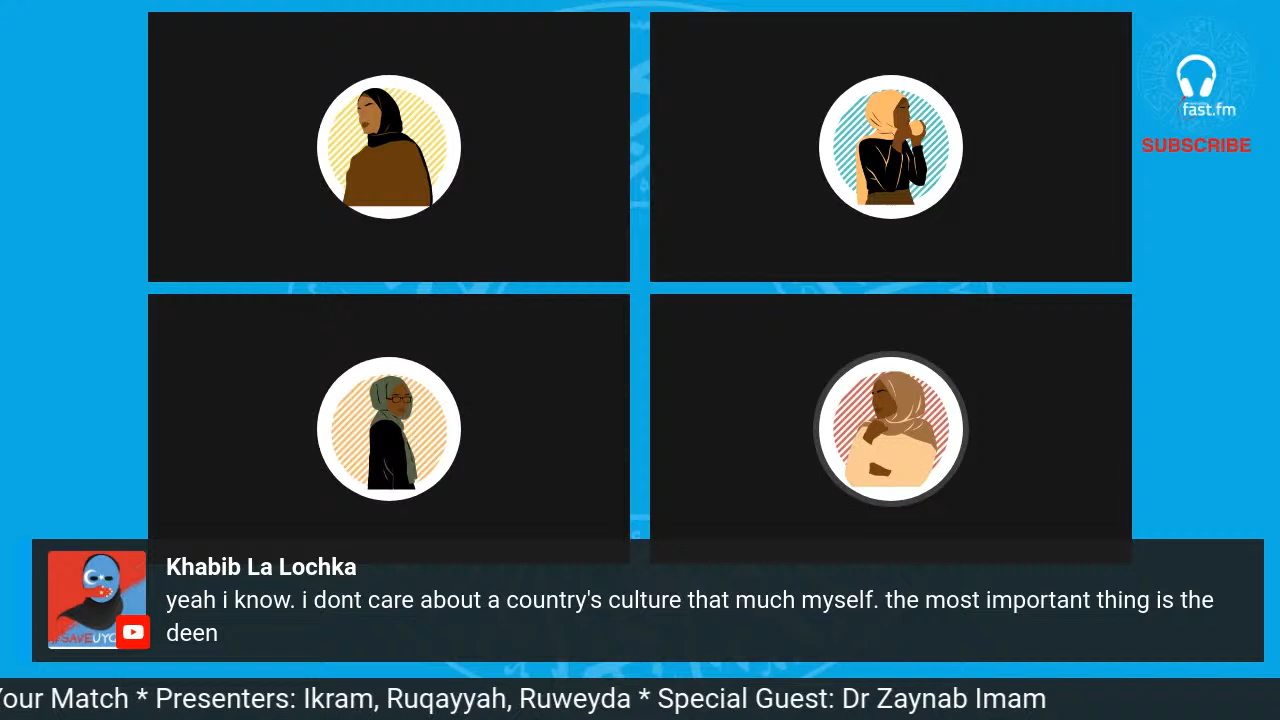 fast.fm
SUBSCRIBE
Khabib La Lochka
yeah i know. i dont care about a country's culture that much myself. the most important thing is the
deen
#SAVEUYG
Your Match * Presenters: Ikram, Ruqayyah, Ruweyda * Special Guest: Dr Zaynab Imam